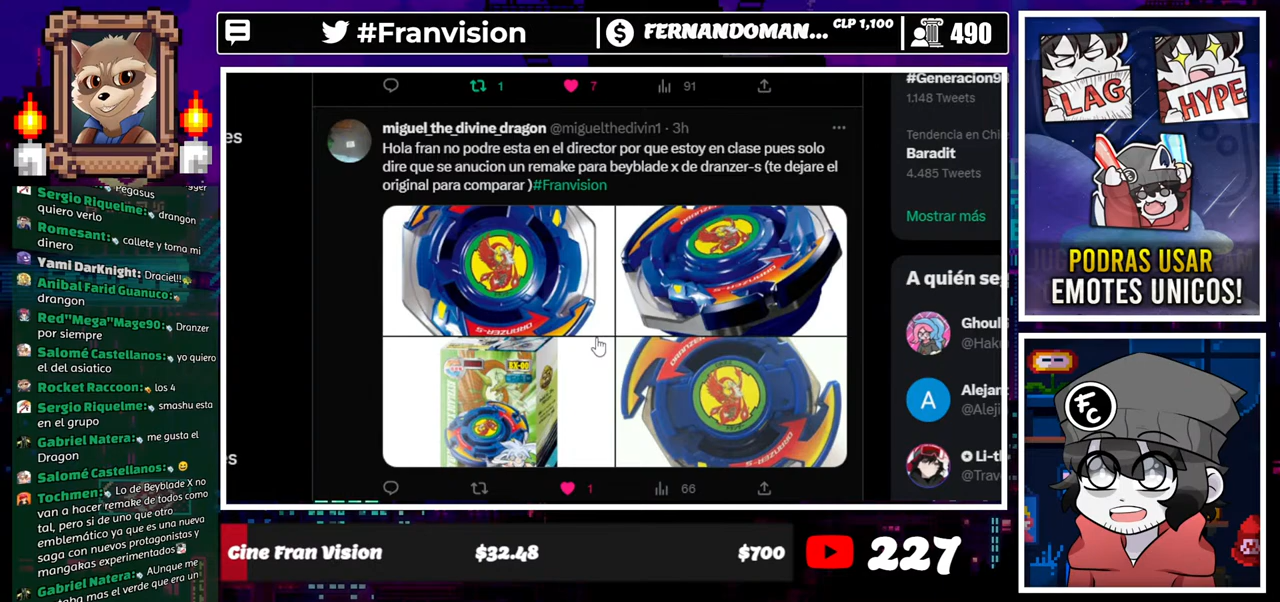 #Franvision
FERNANDOMAN...
CLP 1,100
490
Pegasus
Sergio Riquelme: drangon
quiero verlo
Romesant: callete y toma mi
dinero
Yami DarKnight: Draciel!!
Anibal Farid Guanuco:
drangon
Red"Mega"Mage90: Dranzer
por siempre
Salomé Castellanos: yo quiero
el del asiatico
Rocket Raccoon: los 4
Sergio Riquelme: smashu esta
en el grupo
Gabriel Natera: me gusta el
Dragon
Salomé Castellanos:
Tochmen: Lo de Beyblade X no
van a hacer remake de todos como
tal, pero si de uno que otro
emblemático ya que es una nueva
saga con nuevos protagonistas y
mangakas experimentados
Gabriel Natera: AUnque me
mas el verde que era un
es
1
7
91
miguel_the_divine_dragon @miguelthedivin1 · 3h
Hola fran no podre esta en el director por que estoy en clase pues solo
dire que se anucion un remake para beyblade x de dranzer-s (te dejare el
original para comparar )#Franvision
DRANZER-S
BX-00
1
66
es
#Generacion9
1.148 Tweets
Tendencia en Chi
Baradit
4.485 Tweets
Mostrar más
A quién se
Ghoul
@Hak
A
Alejan
@Alej
Li-t
@Trav
LAG
HYPE
PODRAS USAR
EMOTES UNICOS!
FC
Cine Fran Vision
$32.48
$700
227